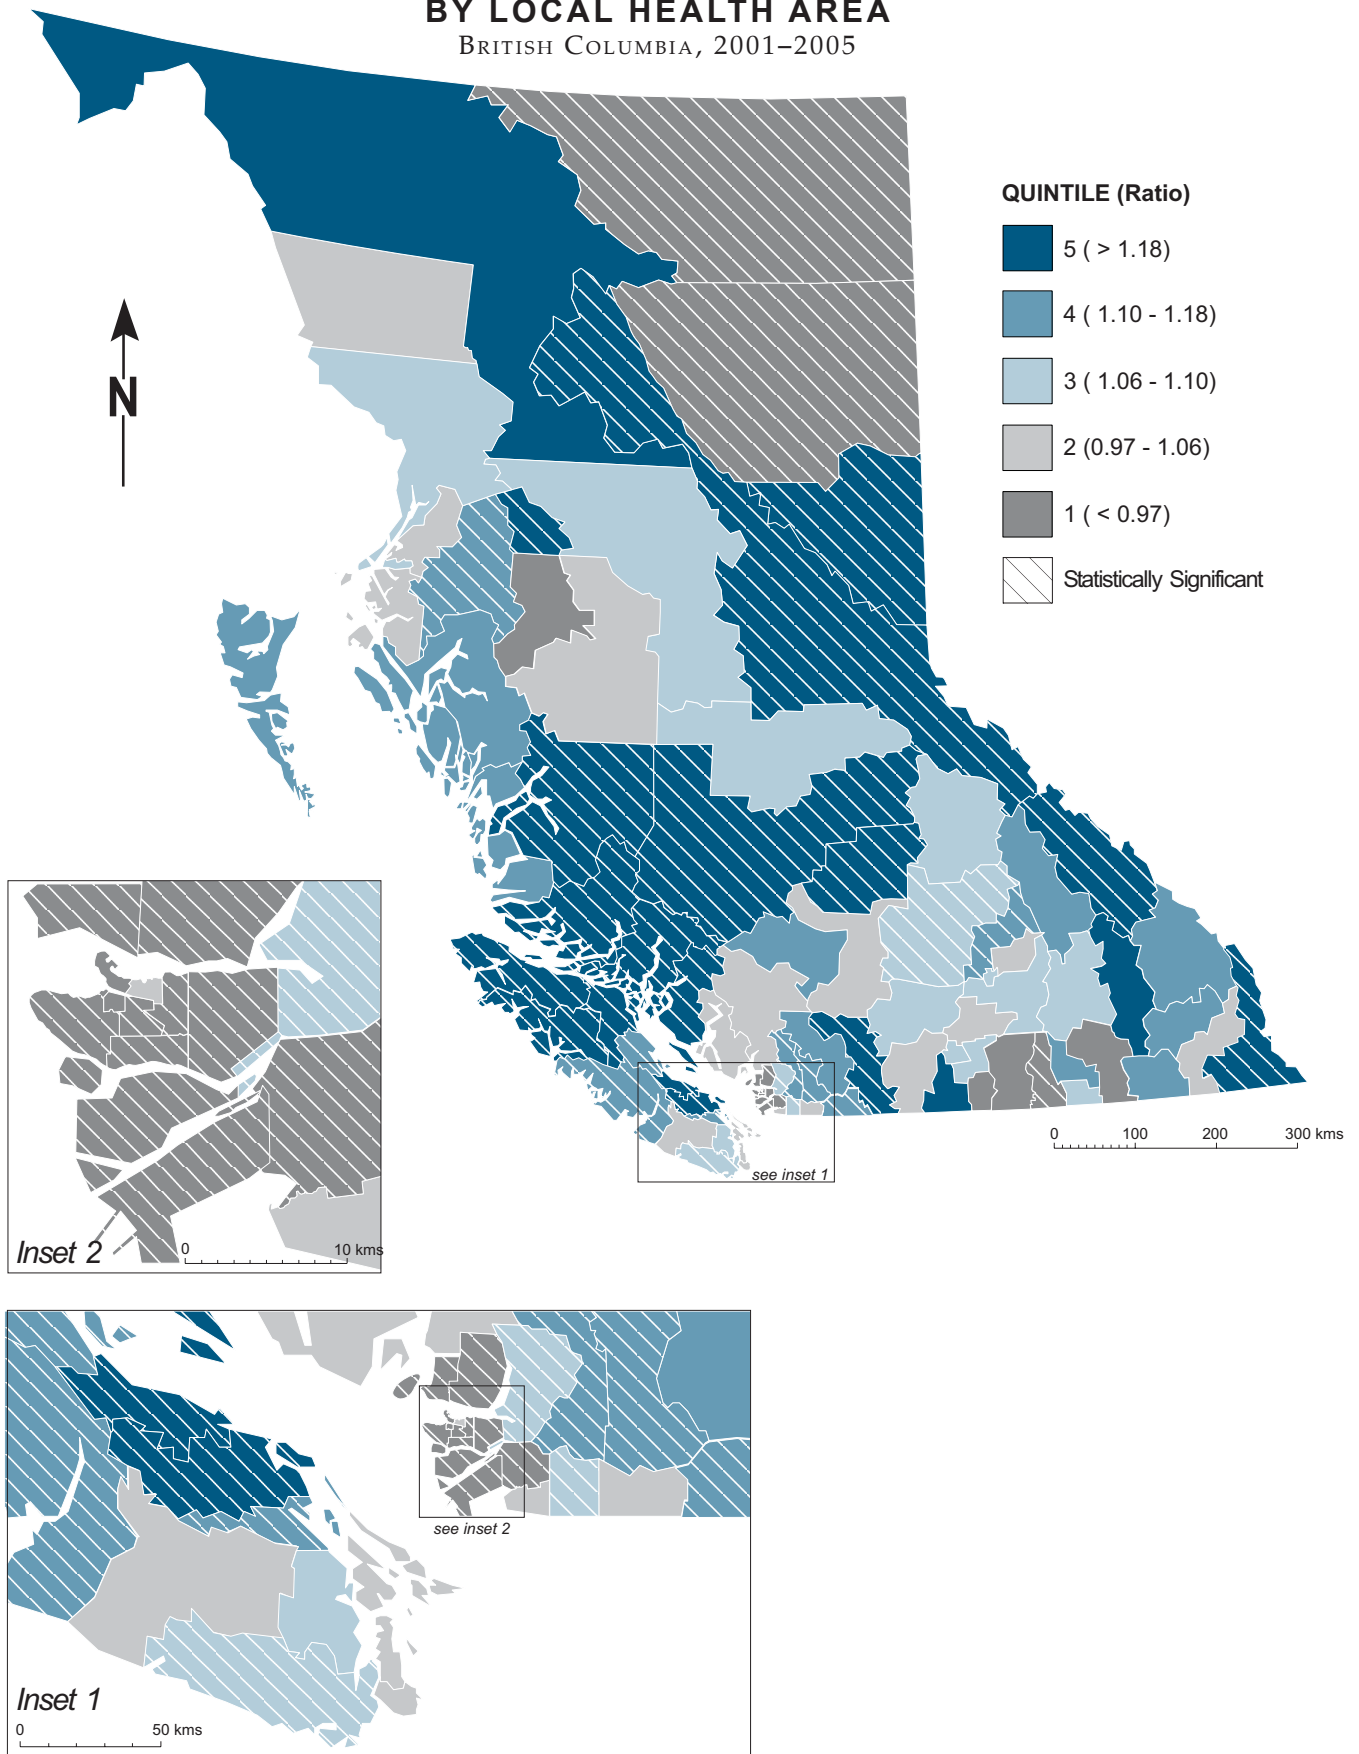 BY LOCAL HEALTH AREA
BRITISH COLUMBIA, 2001–2005
QUINTILE (Ratio)
5 ( > 1.18)
4 ( 1.10 - 1.18)
3 ( 1.06 - 1.10)
2 (0.97 - 1.06)
1 ( < 0.97)
Statistically Significant
N
0 100 200 300 kms
see inset 1
Inset 2
0 10 kms
see inset 2
Inset 1
0 50 kms